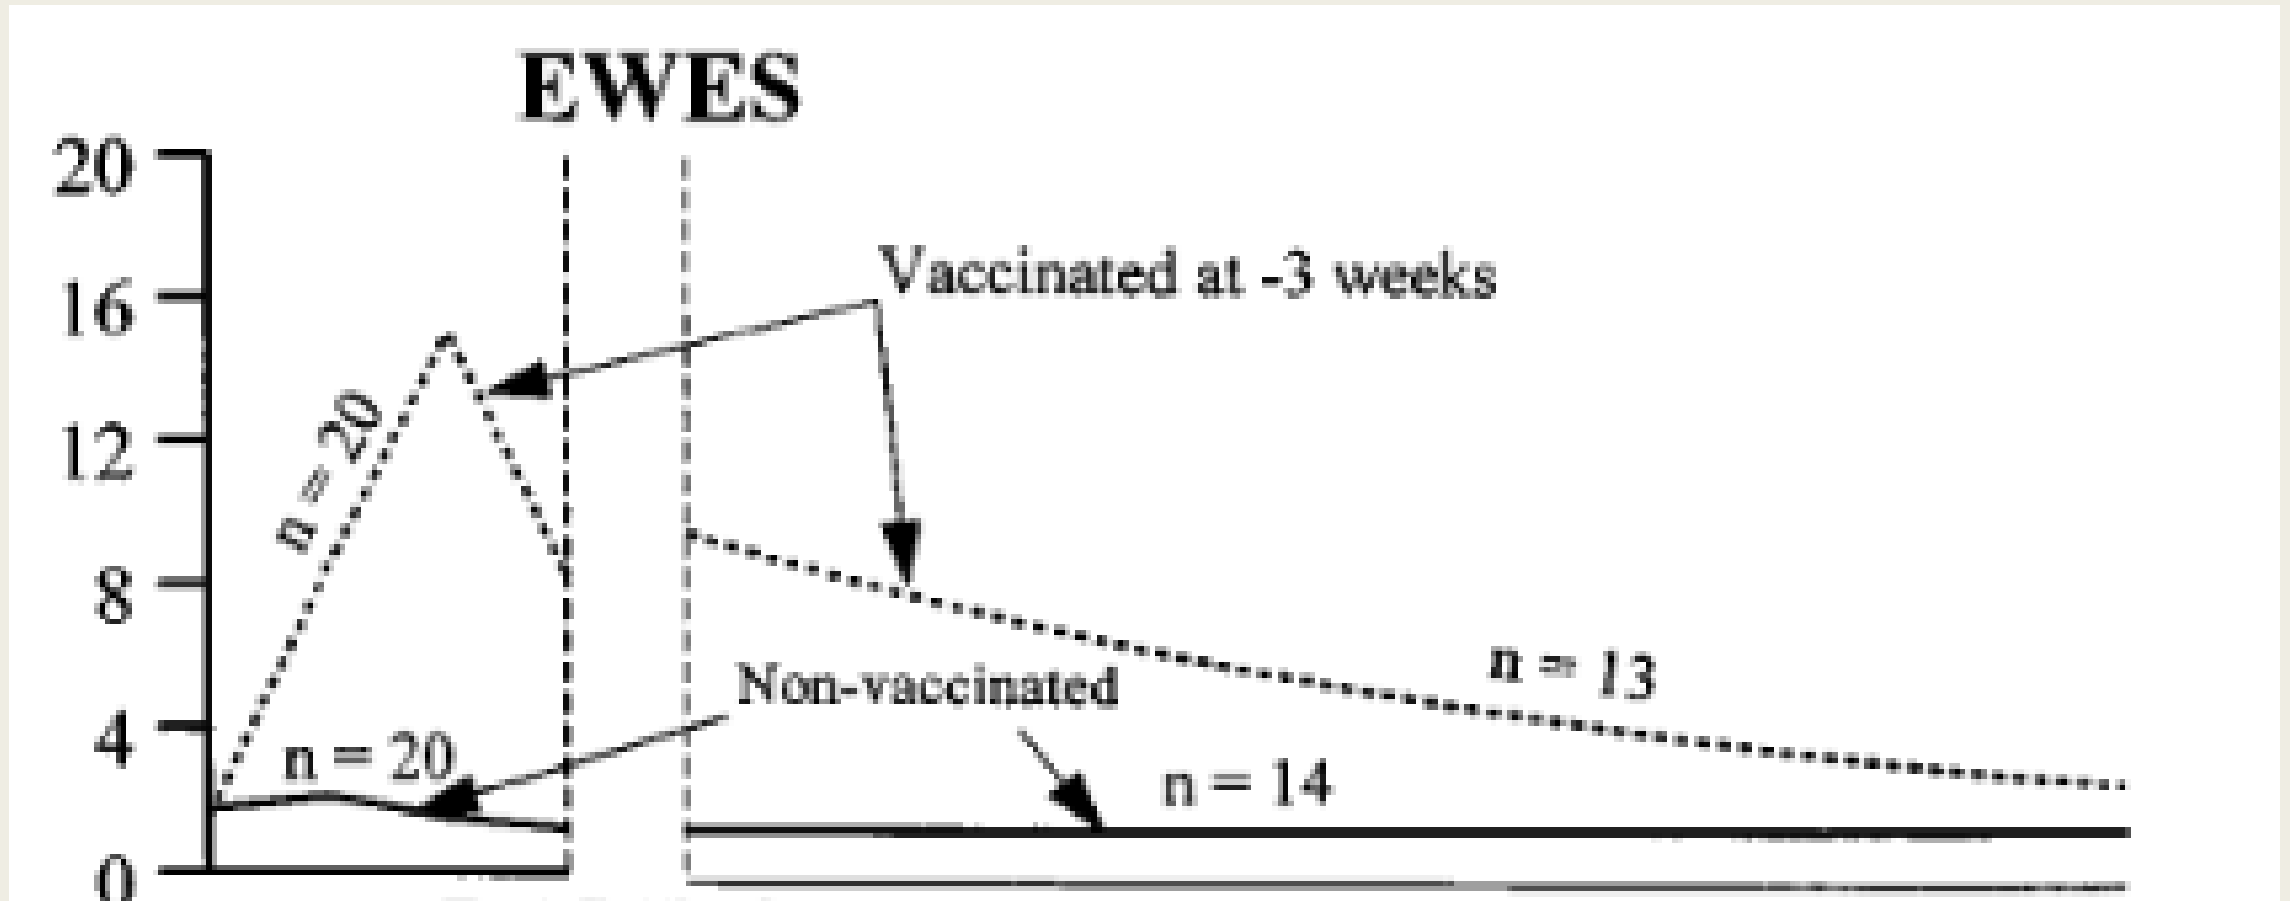 EWES
20
Vaccinated at -3 weeks
16
n = 20
12
8
n = 13
Non-vaccinated
4
n = 20
n = 14
0